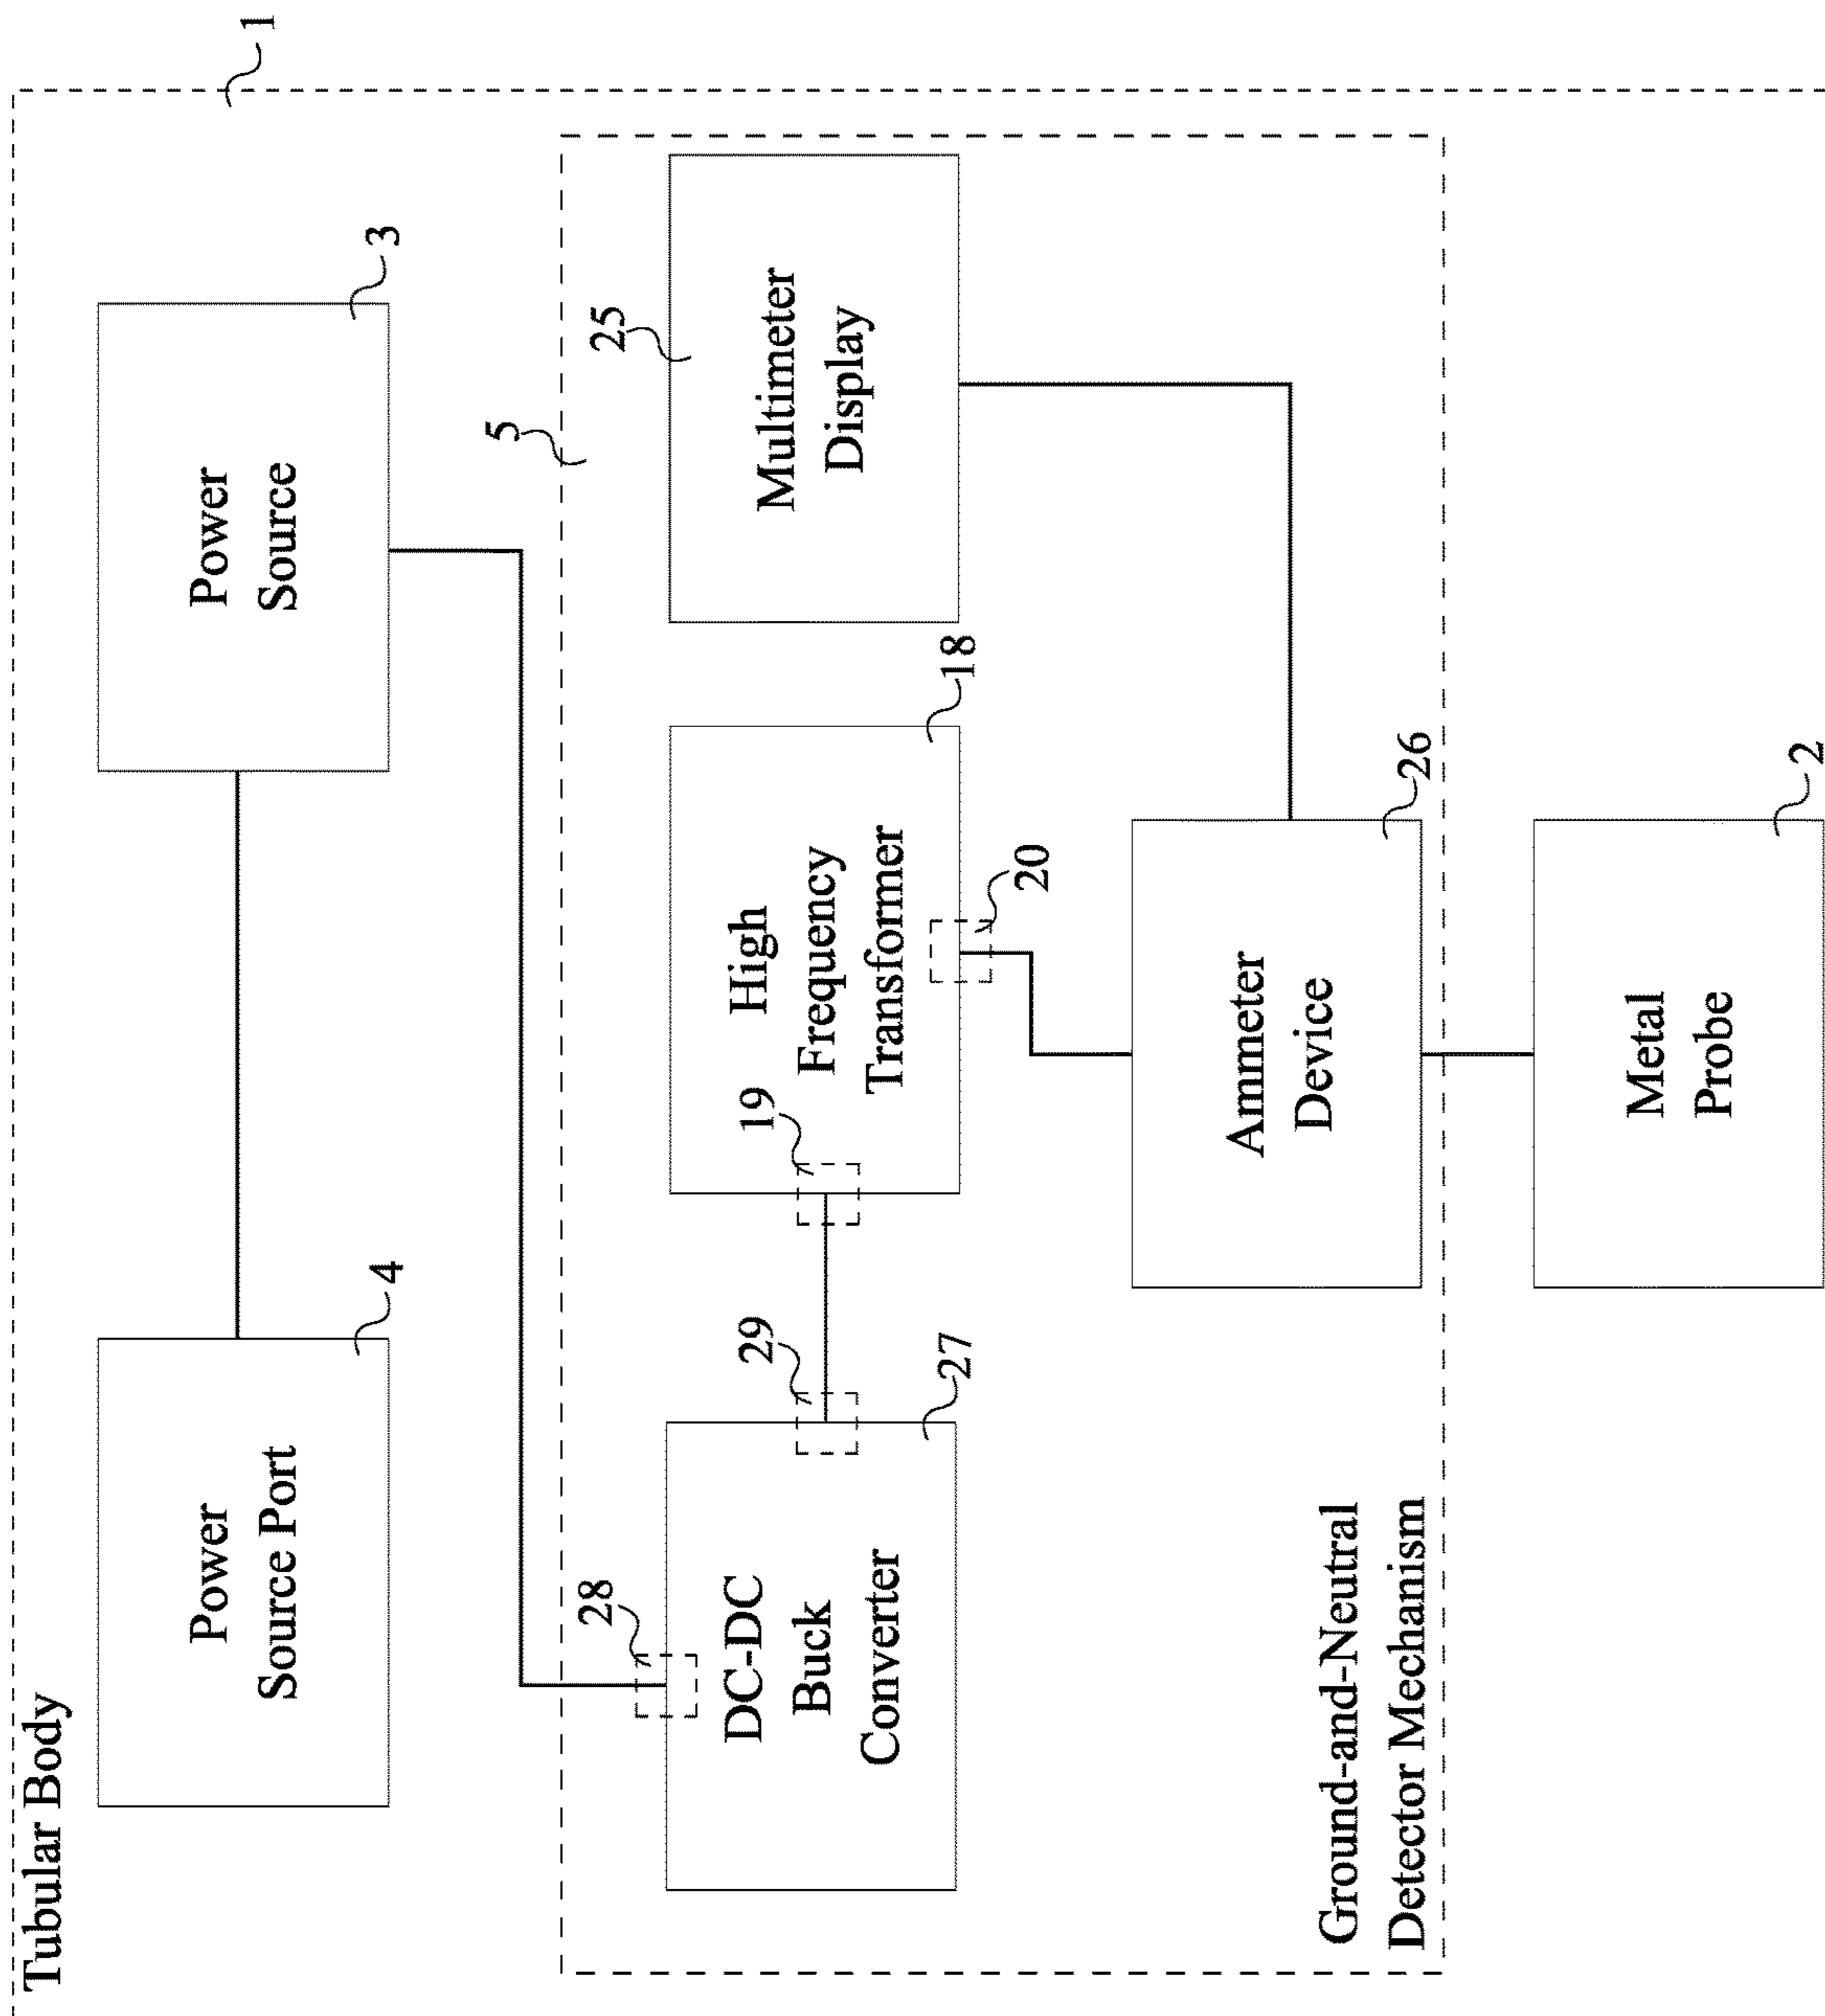 Tubular Body
1
Power
Source Port
4
Power
Source
3
5
28
DC-DC
Buck
Converter
27
29
19
High
Frequency
Transformer
18
20
25
Multimeter
Display
Ammeter
Device
26
Ground-and-Neutral
Detector Mechanism
Metal
Probe
2